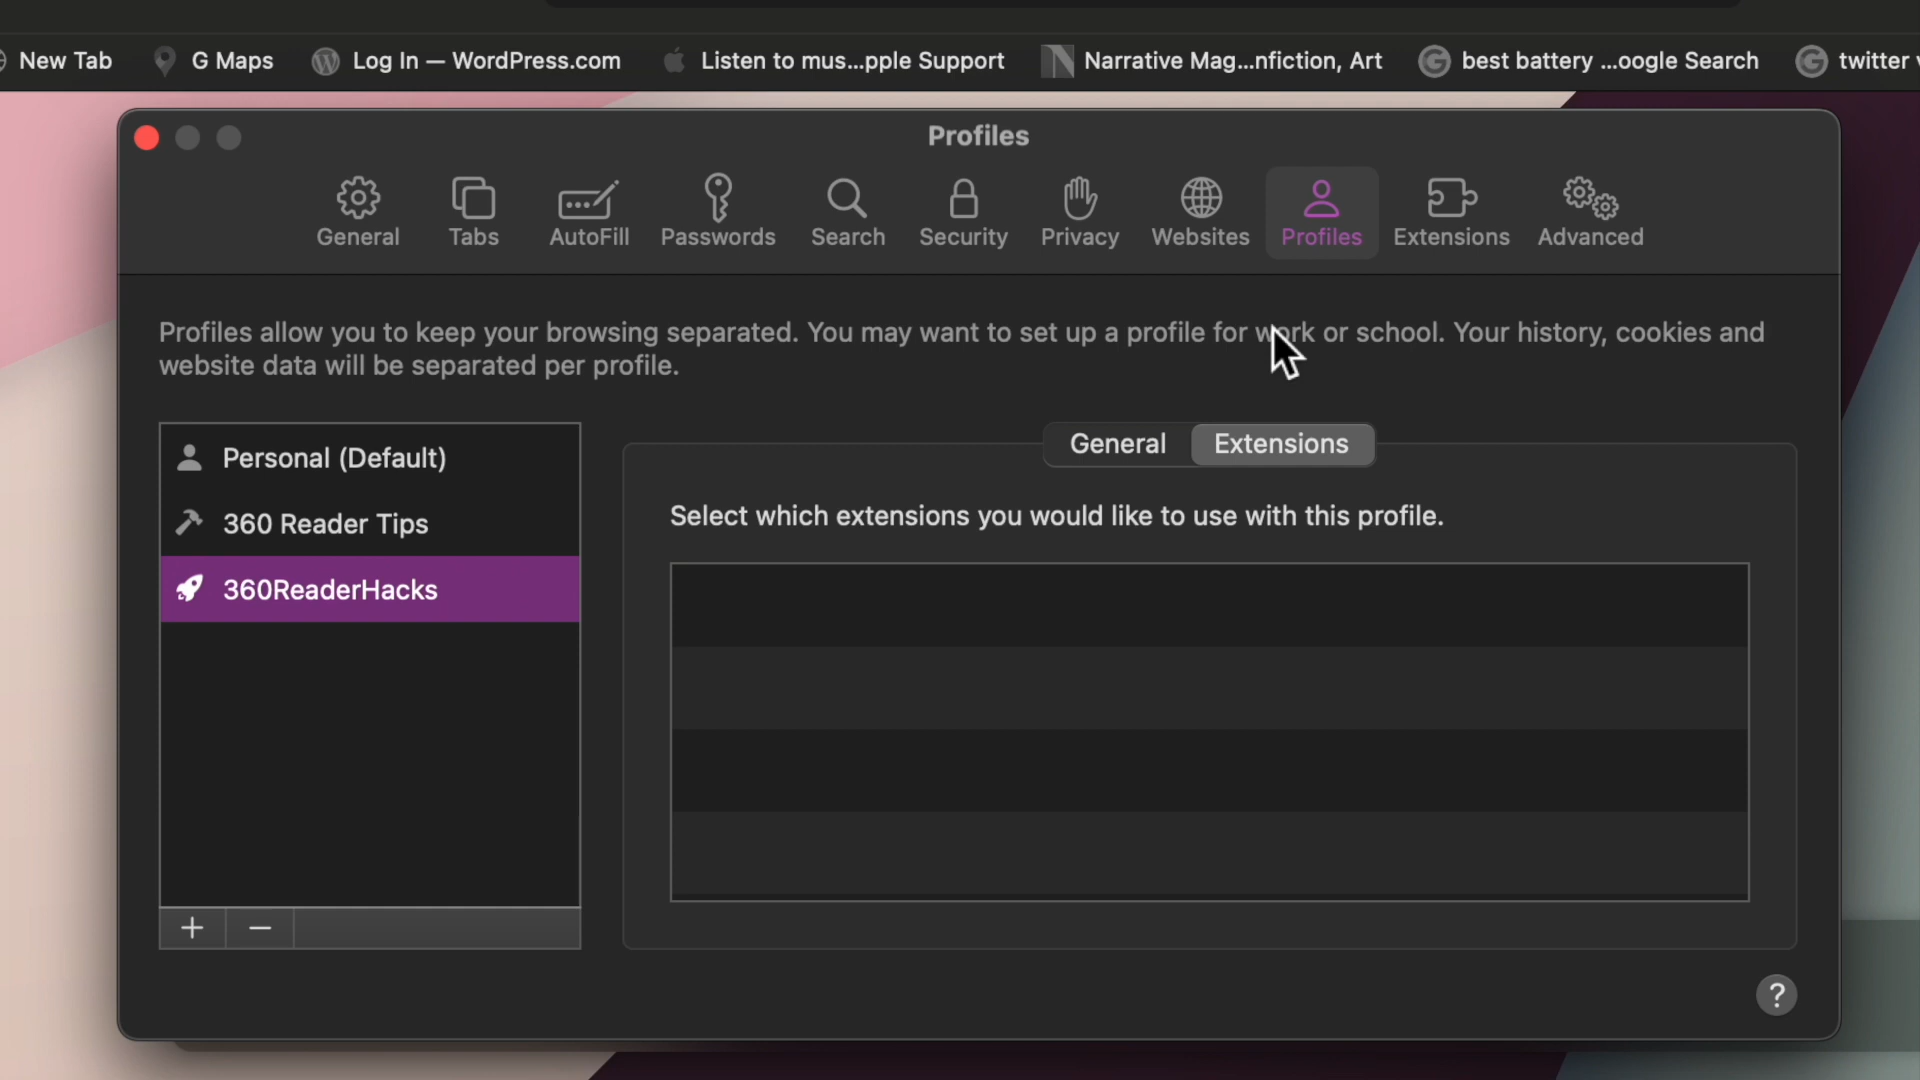 New Tab G Maps Log In — WordPress.com Listen to mus...pple Support Narrative Mag...nfiction, Art best battery ...oogle Search twitter
Profiles
General Tabs AutoFill Passwords Search Security Privacy Websites Profiles Extensions Advanced
Profiles allow you to keep your browsing separated. You may want to set up a profile for work or school. Your history, cookies and
website data will be separated per profile.
General Extensions
Personal (Default)
360 Reader Tips
360ReaderHacks
Select which extensions you would like to use with this profile.
+ −
?